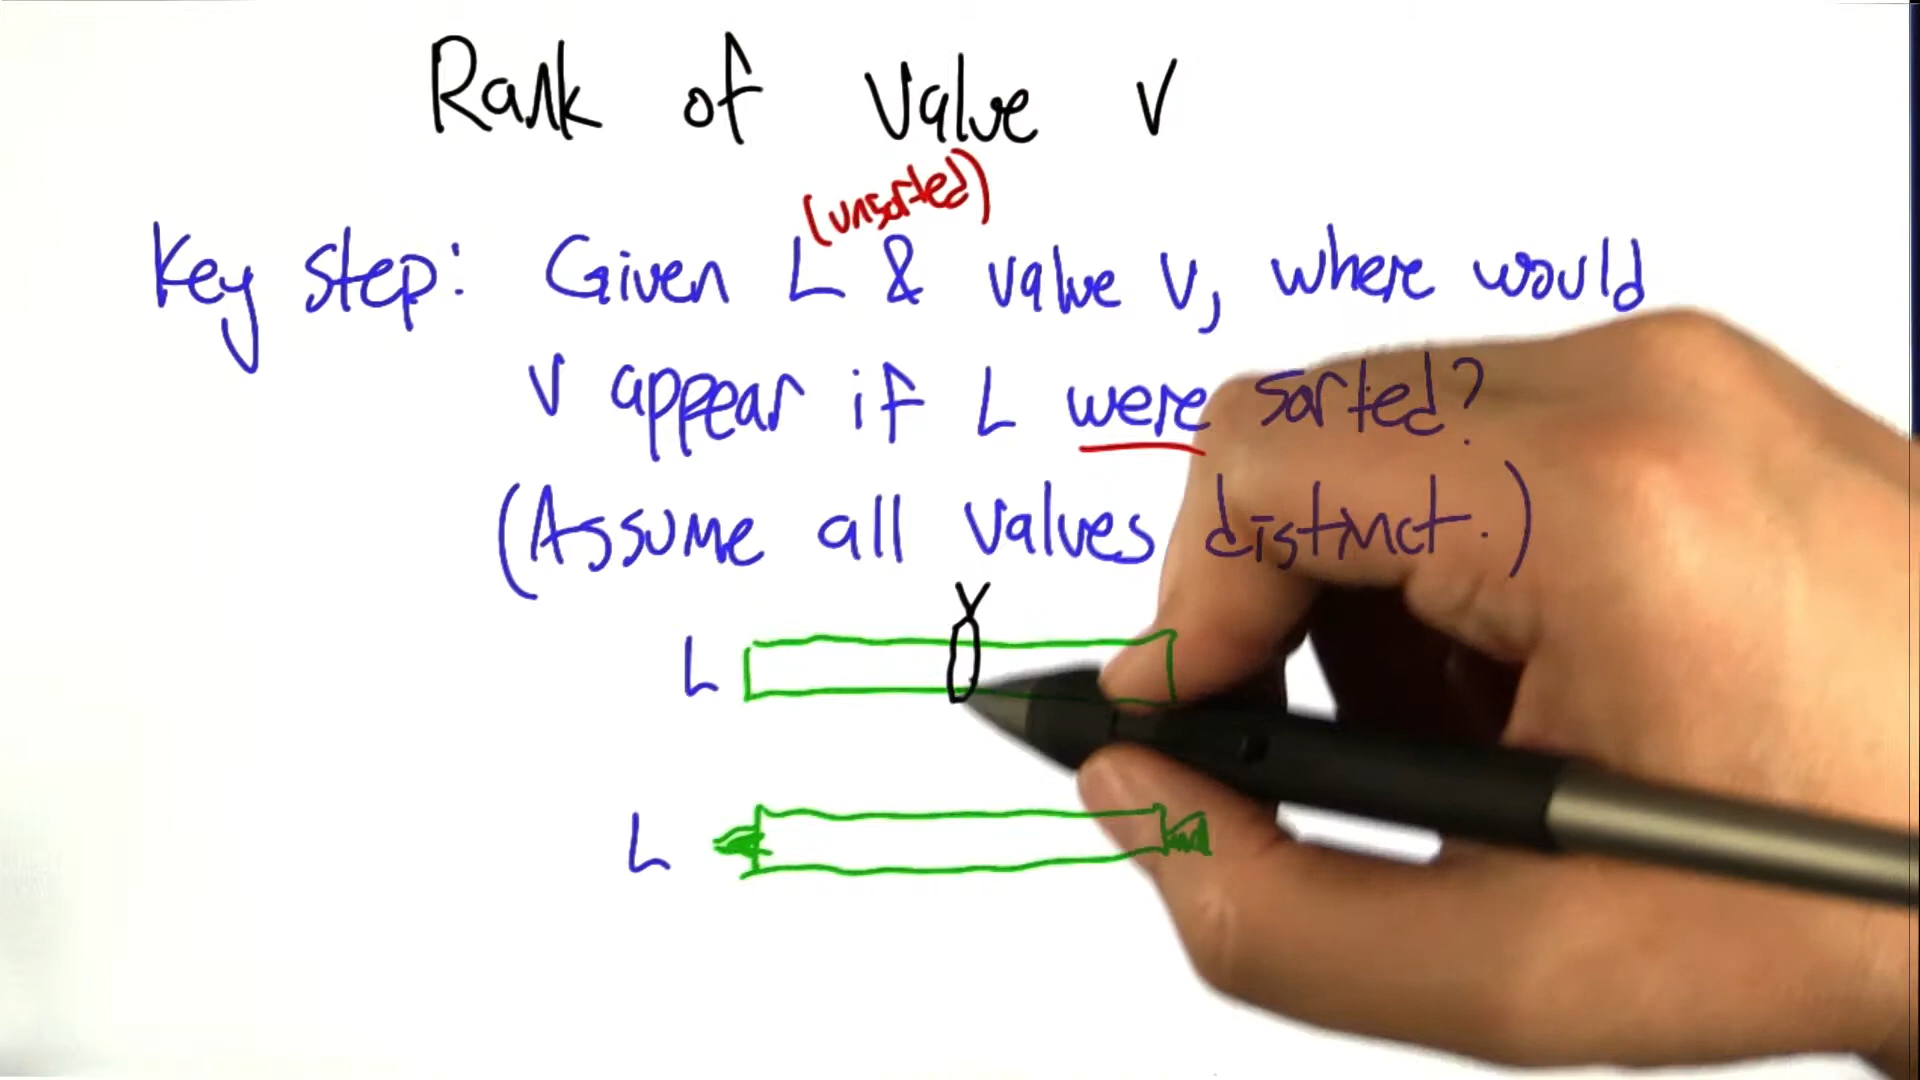 Rank of Value v
(unsorted)
Key step: Given L & value v, where would
v appear if L were sorted?
(Assume all values distinct.)
v
L
L